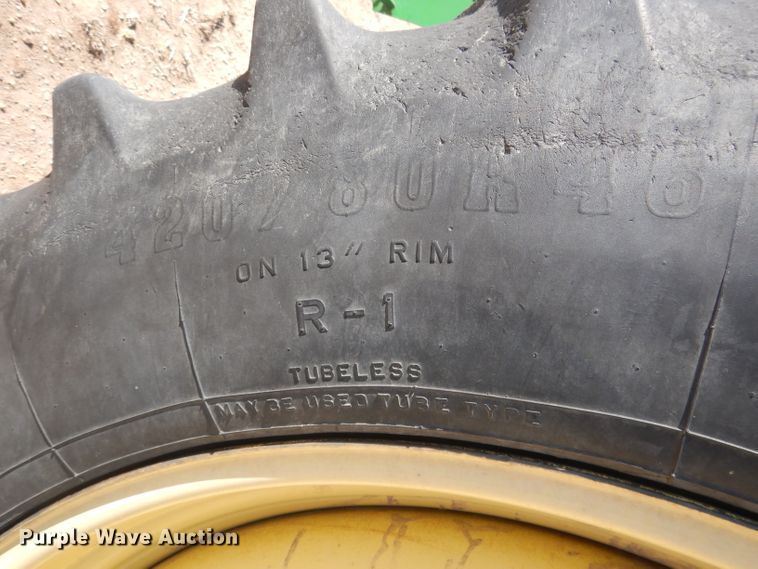 420/80R46
ON 13" RIM
R-1
TUBELESS
MAY BE USED TUBE TYPE
Purple Wave Auction